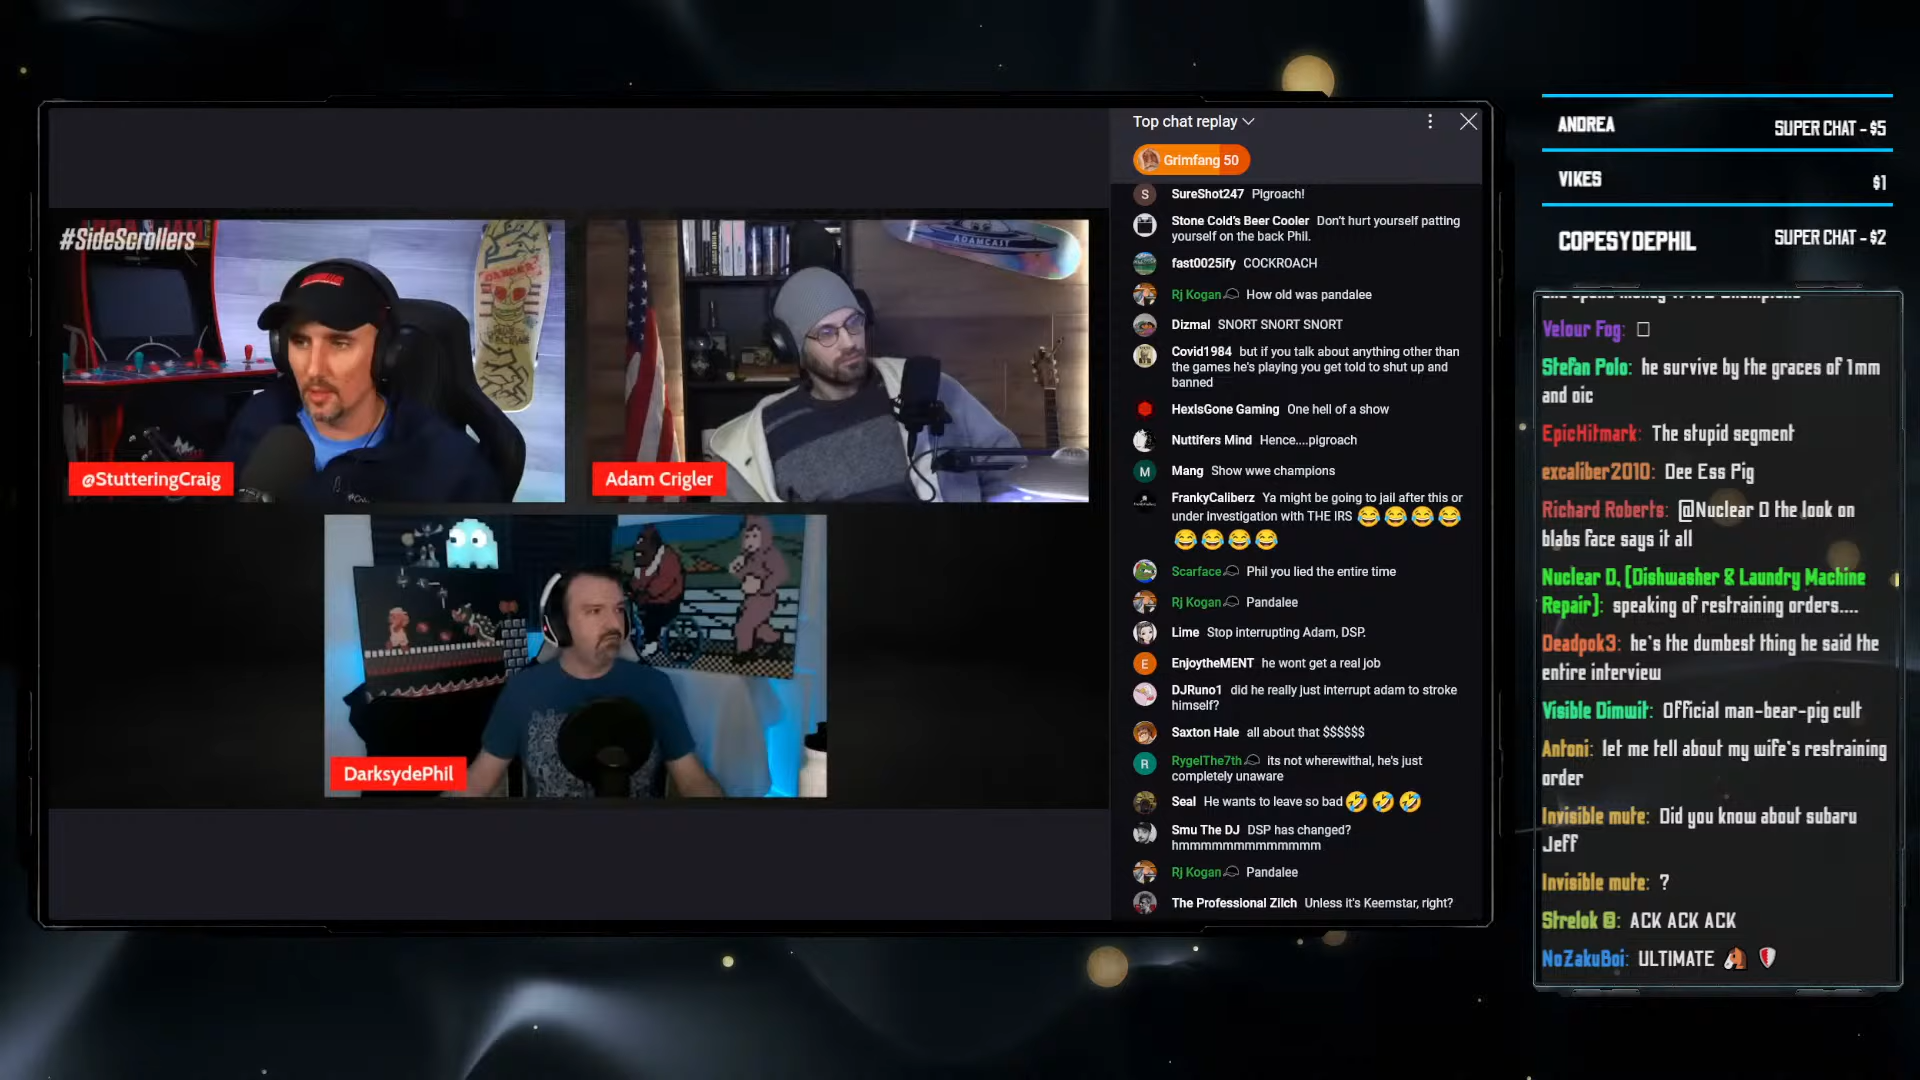 #SideScrollers
@StutteringCraig
ADAMCAST
Adam Crigler
DarksydePhil
Top chat replay
Grimfang 50
S SureShot247 Pigroach!
Stone Cold's Beer Cooler Don't hurt yourself patting
yourself on the back Phil.
fast0025ify COCKROACH
Rj Kogan How old was pandalee
Dizmal SNORT SNORT SNORT
Covid1984 but if you talk about anything other than
the games he's playing you get told to shut up and
banned
HexIsGone Gaming One hell of a show
Nuttifers Mind Hence....pigroach
M Mang Show wwe champions
FrankyCaliberz Ya might be going to jail after this or
under investigation with THE IRS 😂😂😂😂
😂😂😂😂
Scarface Phil you lied the entire time
Rj Kogan Pandalee
Lime Stop interrupting Adam, DSP.
E EnjoytheMENT he wont get a real job
DJRuno1 did he really just interrupt adam to stroke
himself?
Saxton Hale all about that $$$$$$
R RygelThe7th its not wherewithal, he's just
completely unaware
Seal He wants to leave so bad 🤣🤣🤣
Smu The DJ DSP has changed?
hmmmmmmmmmmmmmm
Rj Kogan Pandalee
The Professional Zilch Unless it's Keemstar, right?
ANDREA SUPER CHAT - $5
VIKES $1
COPESYDEPHIL SUPER CHAT - $2
Velour Fog: □
Stefan Polo: he survive by the graces of 1mm
and oic
EpicHitmark: The stupid segment
excaliber2010: Dee Ess Pig
Richard Roberts: @Nuclear D the look on
blabs face says it all
Nuclear D, [Dishwasher & Laundry Machine
Repair]: speaking of restraining orders....
Deadpok3: he's the dumbest thing he said the
entire interview
Visible Dimwit: Official man-bear-pig cult
Antoni: let me tell about my wife's restraining
order
Invisible mute: Did you know about subaru
Jeff
Invisible mute: ?
Strelok: ACK ACK ACK
NoZakuBoi: ULTIMATE